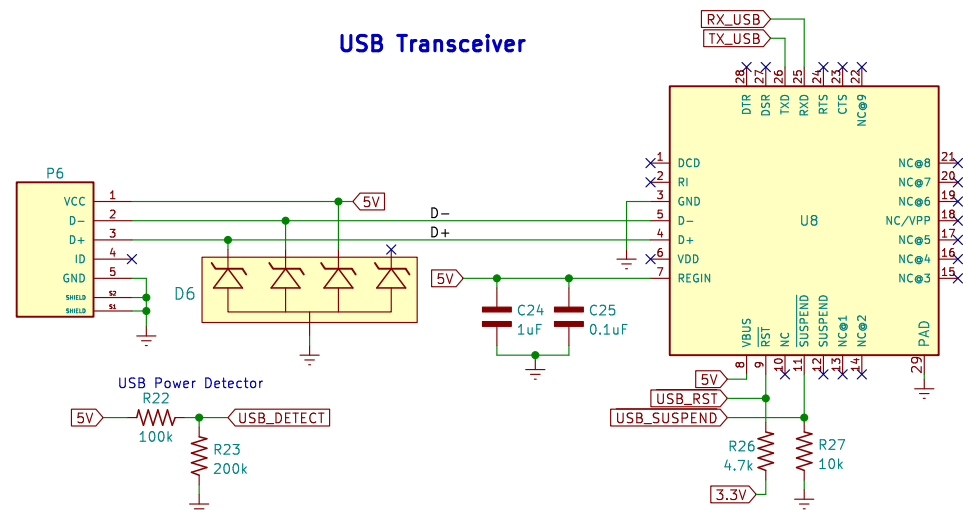 RX_USB
TX_USB
USB Transceiver
28 27 26 25 24 23 22
DTR DSR TXD RXD RTS CTS NC@9
P6
VCC 1
D- 2
D+ 3
ID 4
GND 5
SHIELD S2
SHIELD S1
5V
D-
D+
D6
5V
C24
1uF
C25
0.1uF
1 DCD
2 RI
3 GND
5 D-
4 D+
6 VDD
7 REGIN
U8
NC@8 21
NC@7 20
NC@6 19
NC/VPP 18
NC@5 17
NC@4 16
NC@3 15
VBUS RST NC SUSPEND SUSPEND NC@1 NC@2 PAD
8 9 10 11 12 13 14 29
USB Power Detector
5V
R22
100k
USB_DETECT
R23
200k
5V
USB_RST
USB_SUSPEND
R26
4.7k
R27
10k
3.3V